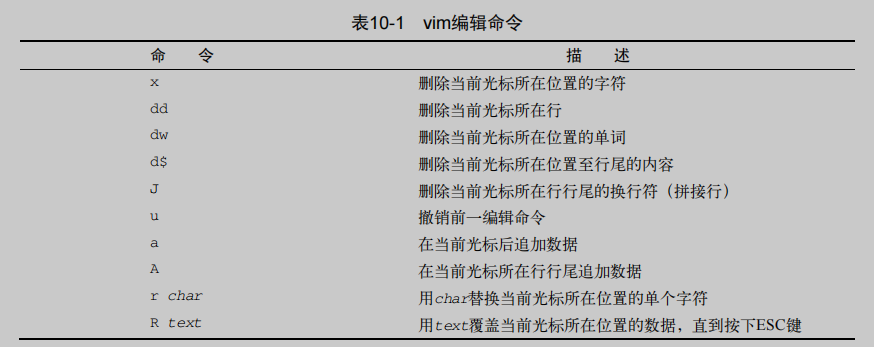 表10-1 vim编辑命令
命 令 描 述
x 删除当前光标所在位置的字符
dd 删除当前光标所在行
dw 删除当前光标所在位置的单词
d$ 删除当前光标所在位置至行尾的内容
J 删除当前光标所在行行尾的换行符（拼接行）
u 撤销前一编辑命令
a 在当前光标后追加数据
A 在当前光标所在行行尾追加数据
r char 用char替换当前光标所在位置的单个字符
R text 用text覆盖当前光标所在位置的数据，直到按下ESC键